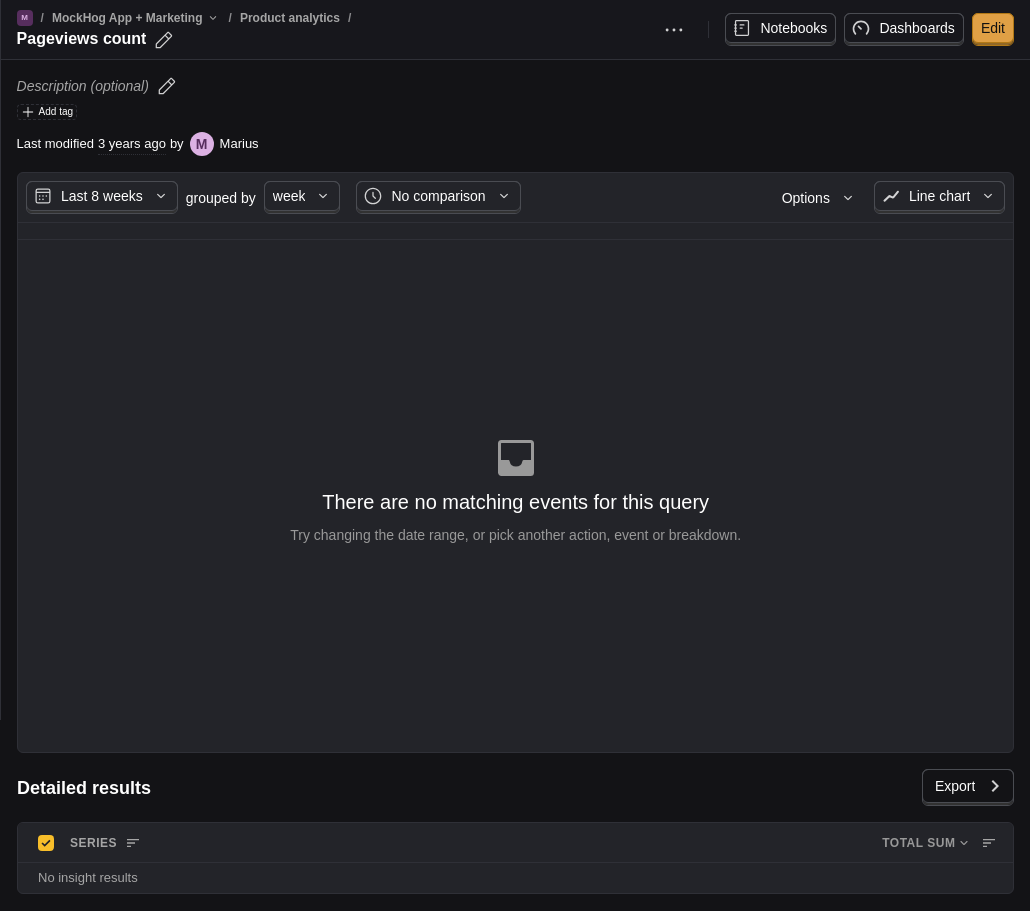 M / MockHog App + Marketing / Product analytics /
Pageviews count
Notebooks Dashboards Edit
Description (optional)
Add tag
Last modified 3 years ago by M Marius
Last 8 weeks grouped by week No comparison Options Line chart
There are no matching events for this query
Try changing the date range, or pick another action, event or breakdown.
Detailed results Export
SERIES TOTAL SUM
No insight results